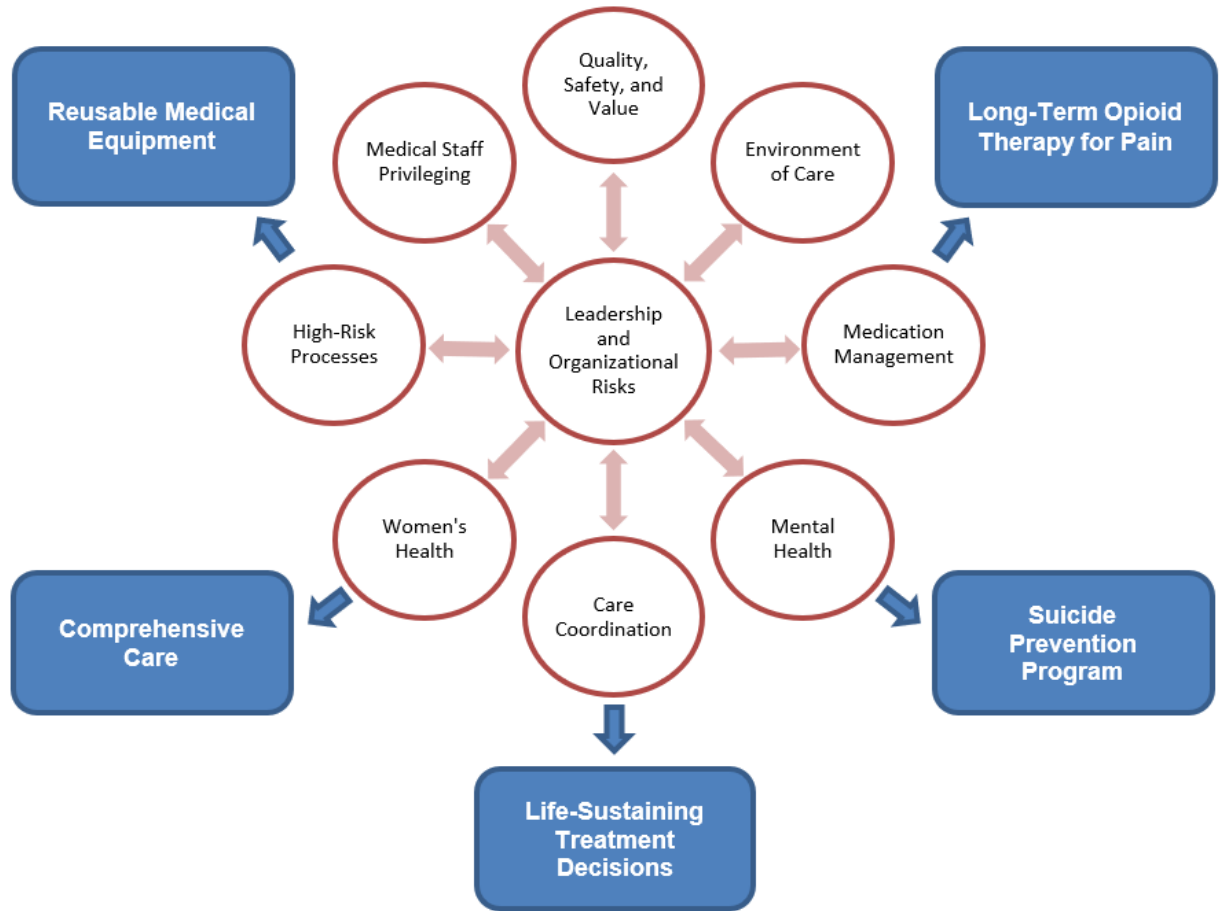 Quality,
Safety, and
Value
Reusable Medical
Equipment
Long-Term Opioid
Therapy for Pain
Medical Staff
Privileging
Environment
of Care
High-Risk
Processes
Leadership
and
Organizational
Risks
Medication
Management
Women's
Health
Mental
Health
Care
Coordination
Comprehensive
Care
Suicide
Prevention
Program
Life-Sustaining
Treatment
Decisions